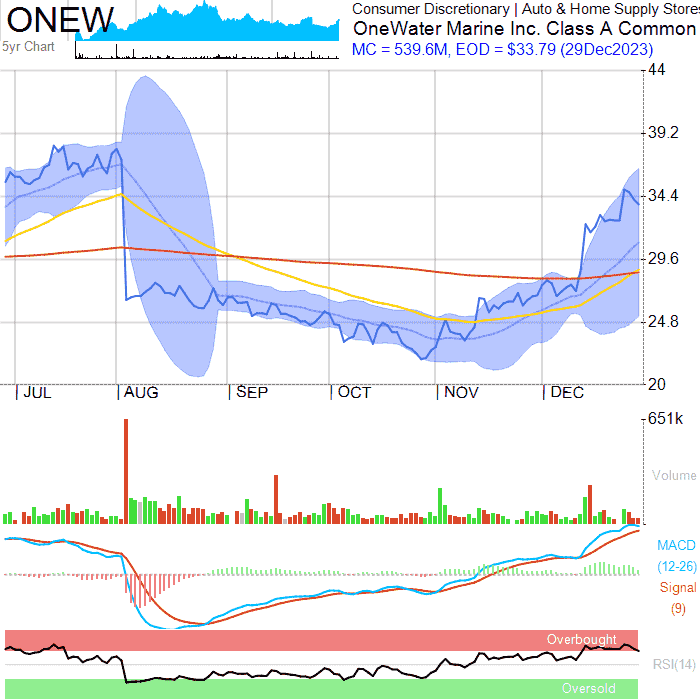 ONEW
5yr Chart
Consumer Discretionary | Auto & Home Supply Stores
OneWater Marine Inc. Class A Common
MC = 539.6M, EOD = $33.79 (29Dec2023)
44
39.2
34.4
29.6
24.8
20
JUL AUG SEP OCT NOV DEC
651k
Volume
MACD
(12-26)
Signal
(9)
Overbought
RSI(14)
Oversold